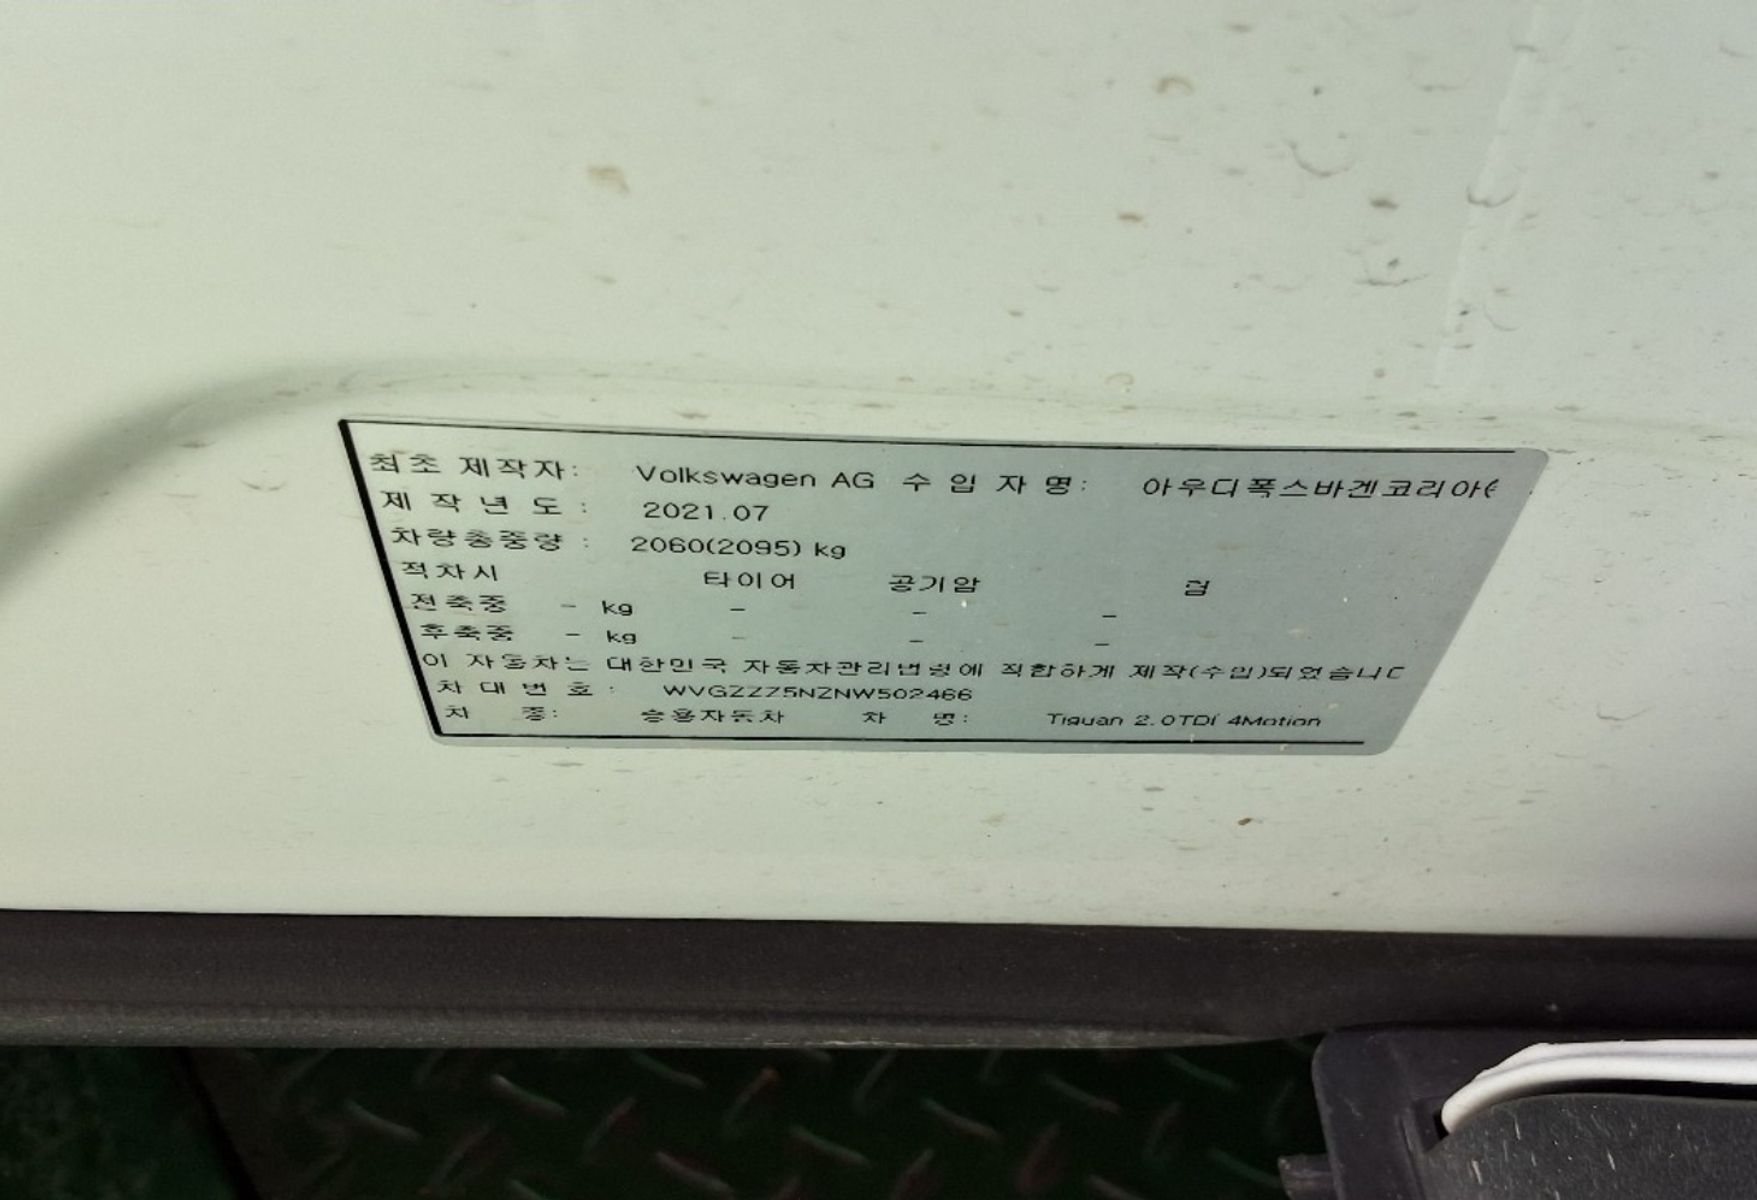 최초 제작자: Volkswagen AG 수 입 자 명: 아우디폭스바겐코리아(
제 작 년 도 : 2021.07
차량총중량 : 2060(2095) kg
적차시 타이어 공기압 림
전축중 - kg - - -
후축중 - kg - - -
이 자동차는 대한민국 자동차관리법령에 적합하게 제작(수입)되었습니다
차 대 번 호 : WVGZZZ5NZNW502466
차 종: 승용자동차 차 명: Tiguan 2.0TDI 4Motion